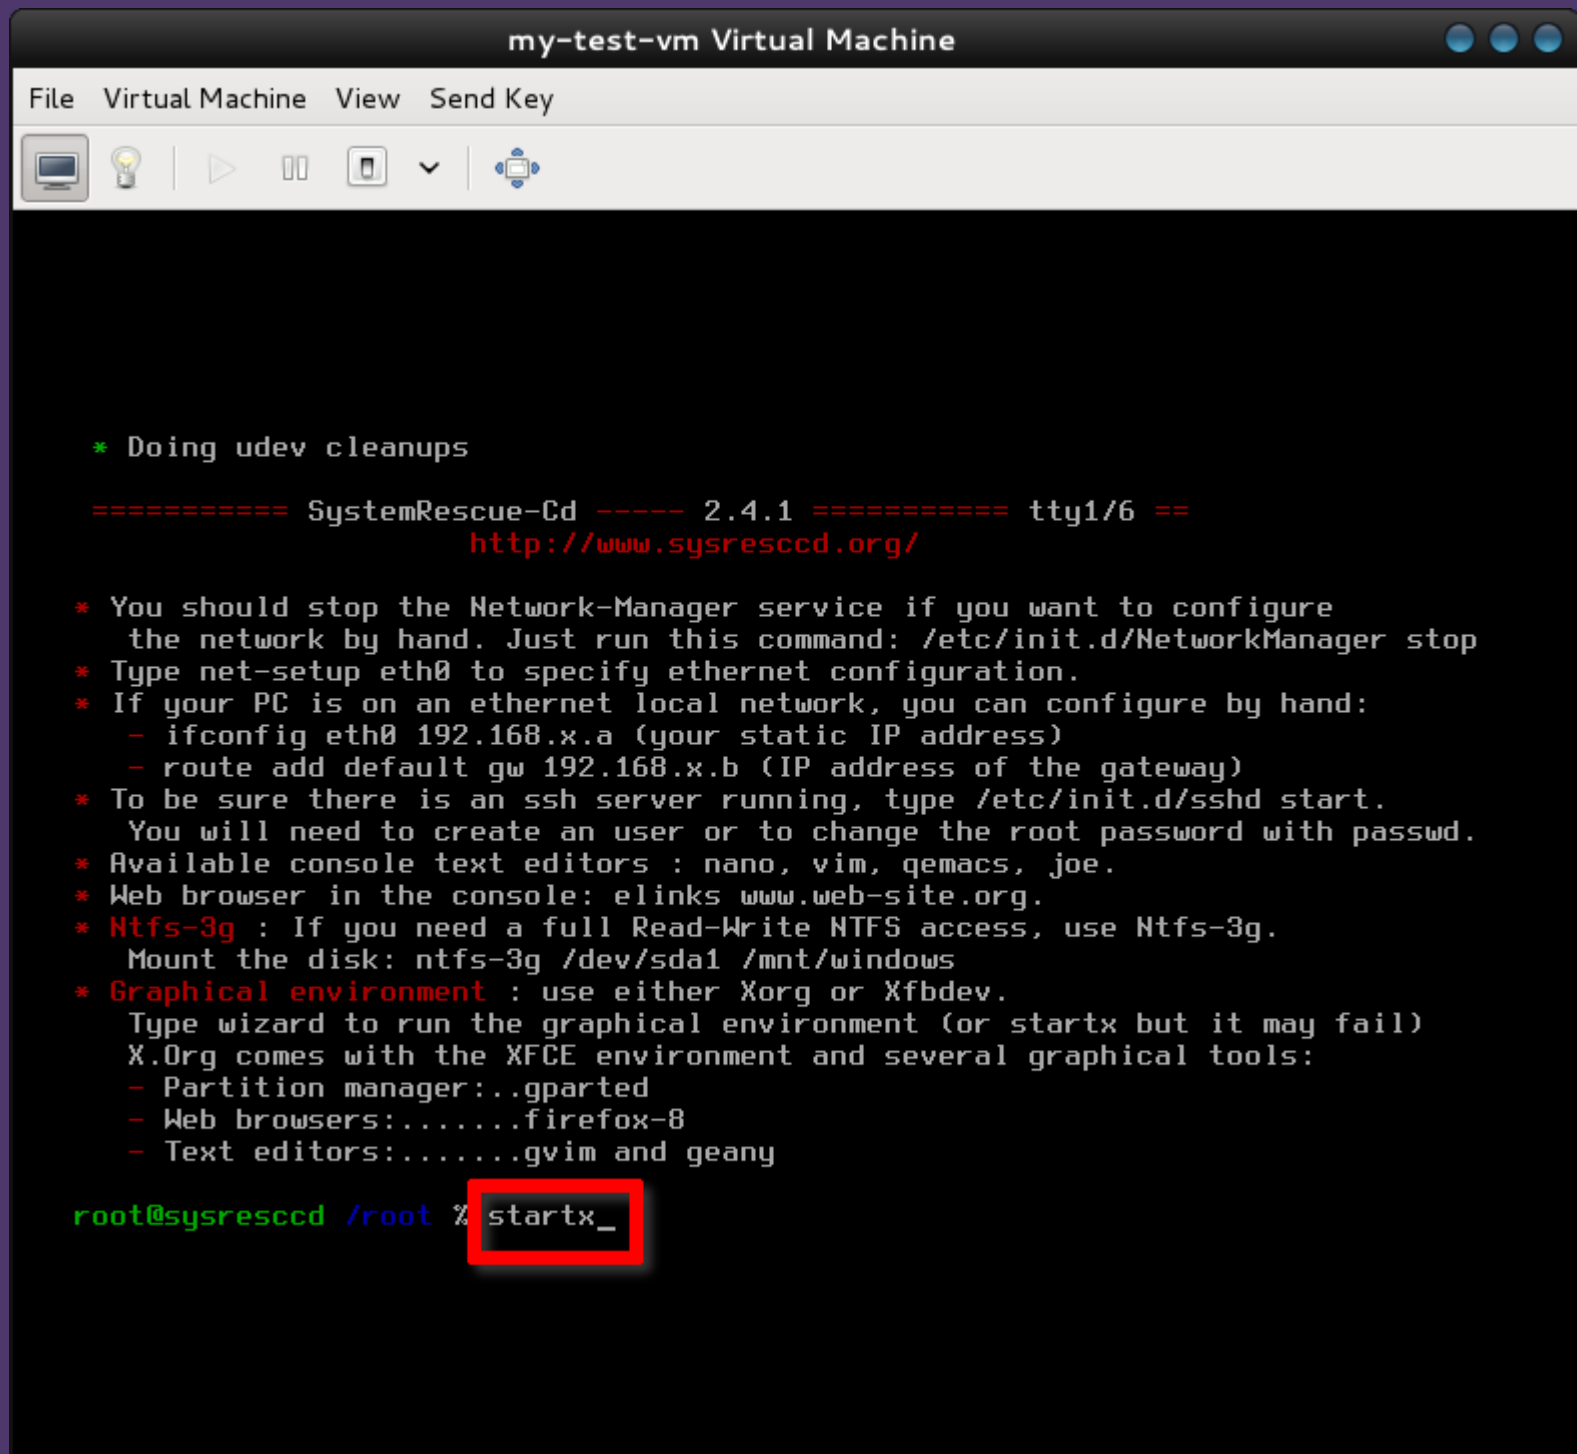 my-test-vm Virtual Machine
File Virtual Machine View Send Key
* Doing udev cleanups
=========== SystemRescue-Cd ----- 2.4.1 =========== tty1/6 ==
http://www.sysresccd.org/
* You should stop the Network-Manager service if you want to configure
the network by hand. Just run this command: /etc/init.d/NetworkManager stop
* Type net-setup eth0 to specify ethernet configuration.
* If your PC is on an ethernet local network, you can configure by hand:
- ifconfig eth0 192.168.x.a (your static IP address)
- route add default gw 192.168.x.b (IP address of the gateway)
* To be sure there is an ssh server running, type /etc/init.d/sshd start.
You will need to create an user or to change the root password with passwd.
* Available console text editors : nano, vim, qemacs, joe.
* Web browser in the console: elinks www.web-site.org.
* Ntfs-3g : If you need a full Read-Write NTFS access, use Ntfs-3g.
Mount the disk: ntfs-3g /dev/sda1 /mnt/windows
* Graphical environment : use either Xorg or Xfbdev.
Type wizard to run the graphical environment (or startx but it may fail)
X.Org comes with the XFCE environment and several graphical tools:
- Partition manager:..gparted
- Web browsers:.......firefox-8
- Text editors:.......gvim and geany
root@sysresccd /root % startx_